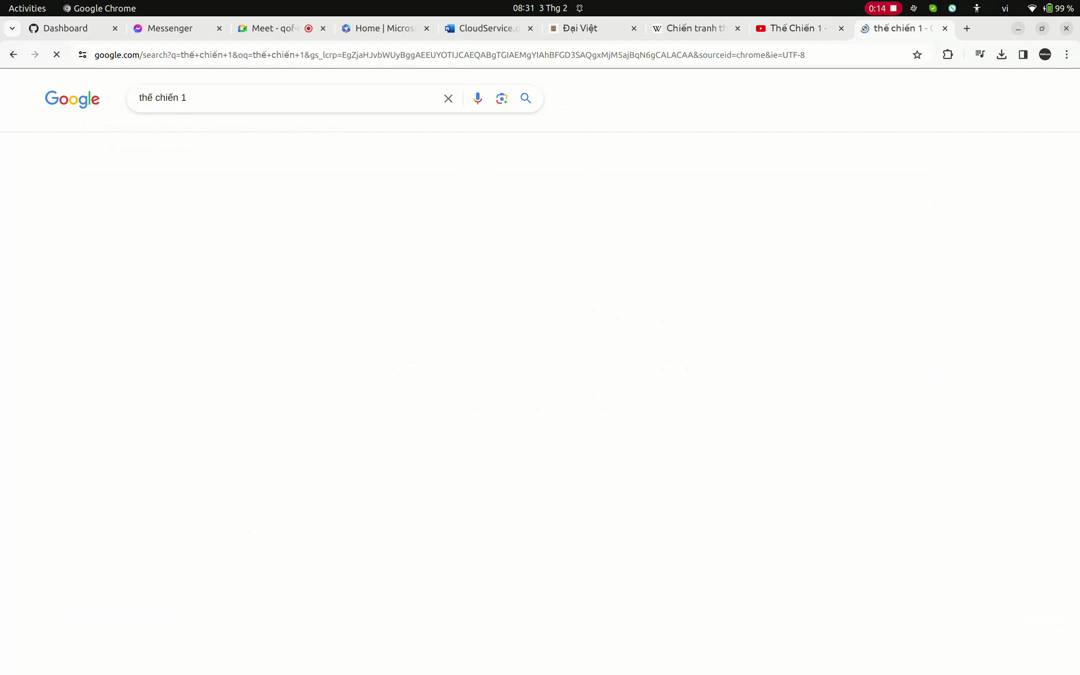 Activities Google Chrome 08:31 3 Thg 2 0:14 vi 99 %
Dashboard Messenger Meet - qof Home | Micros CloudService.c Đại Việt Chiến tranh th Thế Chiến 1 - thế chiến 1 - G
google.com/search?q=thế+chiến+1&oq=thế+chiến+1&gs_lcrp=EgZjaHJvbWUyBggAEEUYOTIJCAEQABgTGIAEMgYIAhBFGD3SAQgxMjM5ajBqN6gCALACAA&sourceid=chrome&ie=UTF-8
Google thế chiến 1